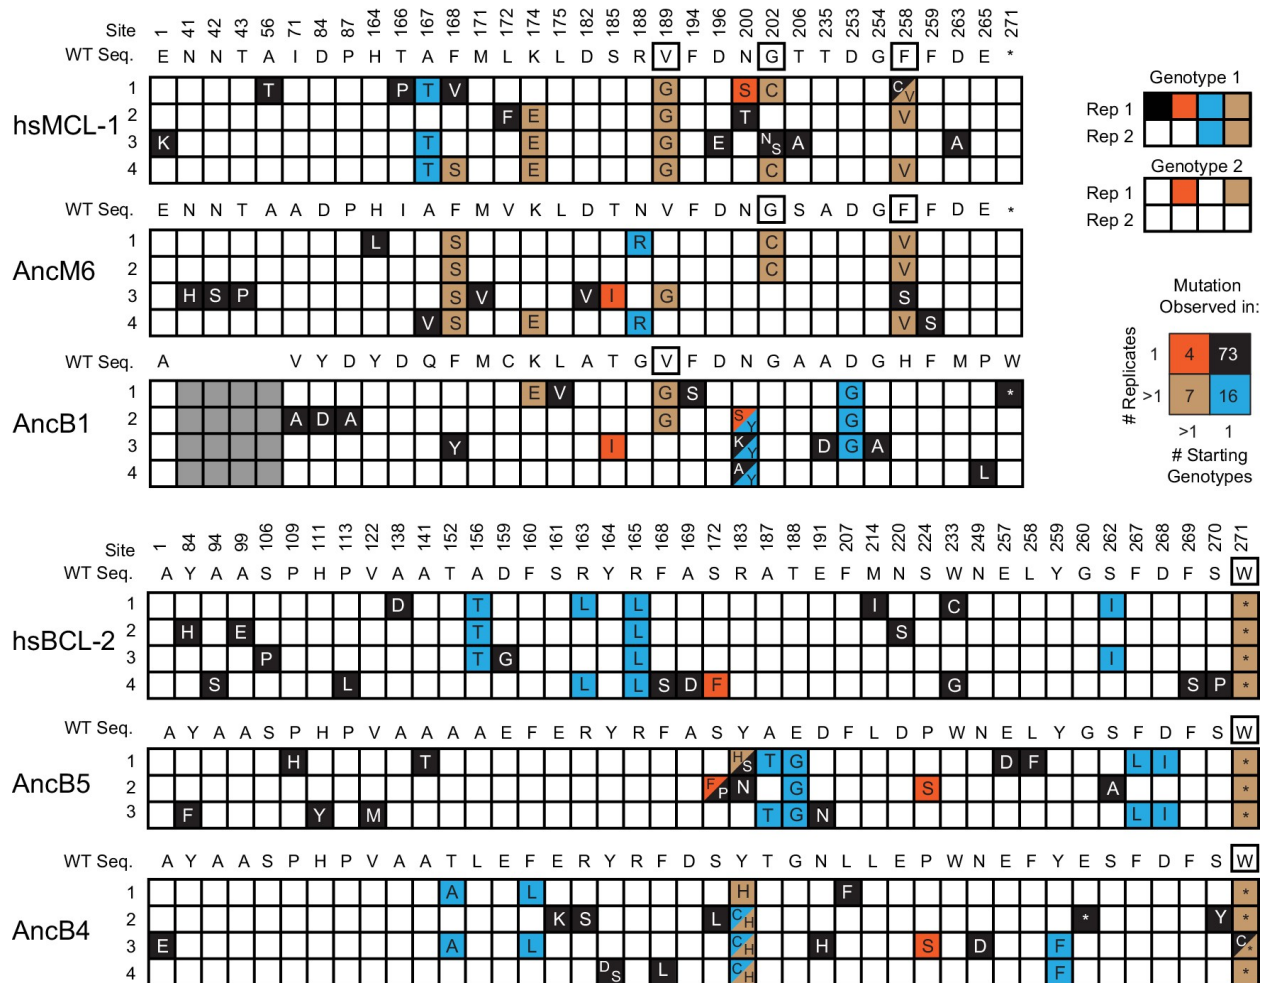 Site 1 41 42 43 56 71 84 87 164 166 167 168 171 172 174 175 182 185 188 189 194 200 202 206 235 253 254 258 259 263 265 271
WT Seq. E N N T A I D P H T A F M L K L D S R V F D N G T T D G F F D E *
hsMCL-1
1 T P T V G S C C V
2 F E G T V
3 K T E G E N S A A
4 T S E G C V
WT Seq. E N N T A A D P H I A F M V K L D T N V F D N G S A D G F F D E *
AncM6
1 L S R C V
2 S C V
3 H S P S M V V I G S
4 V S E R V S
WT Seq. A V Y D Y D Q F M C K L A T G V F D N G A A D G H F M P W
AncB1
1 E V G S G *
2 A D A G S Y G
3 Y I K Y D G A
4 A Y L
Genotype 1
Rep 1
Rep 2
Genotype 2
Rep 1
Rep 2
Mutation
Observed in:
# Replicates
1 4 73
>1 7 16
>1 1
# Starting
Genotypes
Site 1 84 94 99 106 109 111 113 122 138 141 152 156 159 160 161 163 164 165 168 169 172 183 187 188 191 207 214 220 224 233 249 257 258 259 260 262 267 268 269 270 271
WT Seq. A Y A A S P H P V A A T A D F S R Y R F A S R A T E F M N S W N E L Y G S F D F S W
hsBCL-2
1 D T L L I C I *
2 H E T L S *
3 P T G L I *
4 S L L L S D F G S P *
WT Seq. A Y A A S P H P V A A A A E F E R Y R F A S Y A E D F L D P W N E L Y G S F D F S W
AncB5
1 H T H S T G D F L I *
2 F P N G S A *
3 F Y M T G N L I *
WT Seq. A Y A A S P H P V A A T L E F E R Y R F D S Y T G N L L E P W N E F Y E S F D F S W
AncB4
1 A L H F *
2 K S L C H * Y *
3 E A L C H H S D F C *
4 D S L C H F *